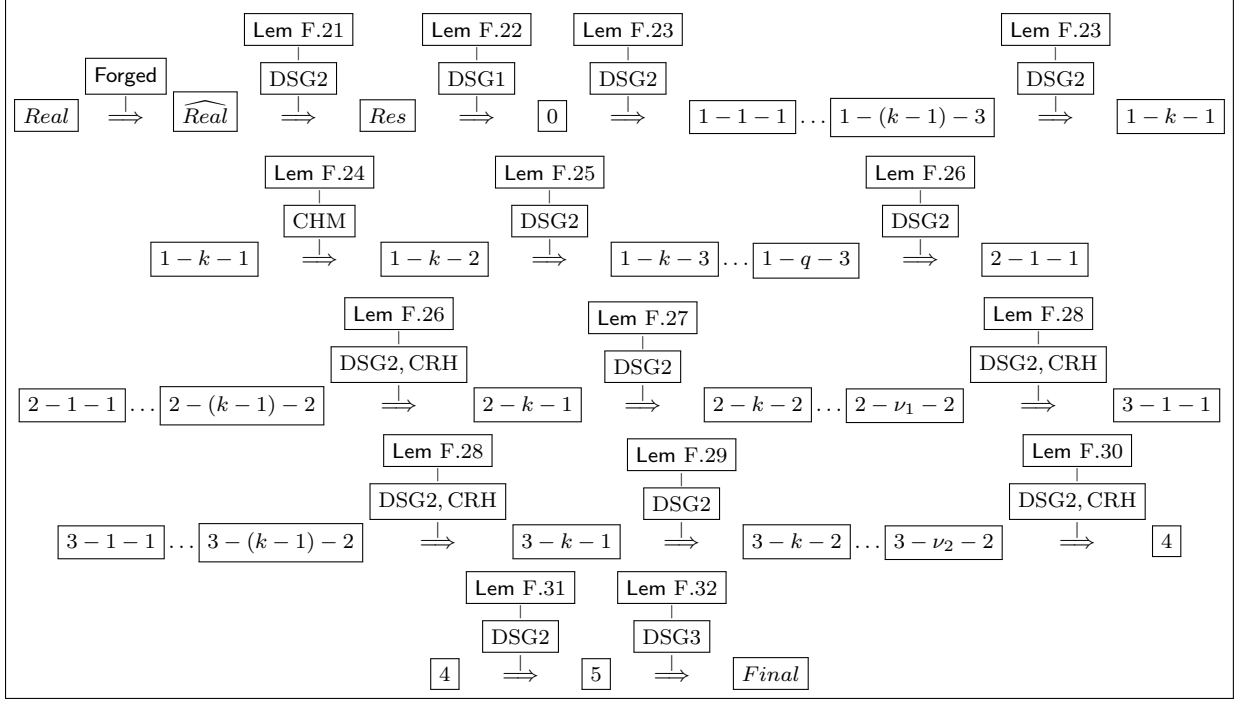 Lem F.21 Lem F.22 Lem F.23 Lem F.23
Forged DSG2 DSG1 DSG2 DSG2
Real ⟹ \widehat{Real} ⟹ Res ⟹ 0 ⟹ 1 − 1 − 1 … 1 − (k − 1) − 3 ⟹ 1 − k − 1
Lem F.24 Lem F.25 Lem F.26
CHM DSG2 DSG2
1 − k − 1 ⟹ 1 − k − 2 ⟹ 1 − k − 3 … 1 − q − 3 ⟹ 2 − 1 − 1
Lem F.26 Lem F.27 Lem F.28
DSG2, CRH DSG2 DSG2, CRH
2 − 1 − 1 … 2 − (k − 1) − 2 ⟹ 2 − k − 1 ⟹ 2 − k − 2 … 2 − ν₁ − 2 ⟹ 3 − 1 − 1
Lem F.28 Lem F.29 Lem F.30
DSG2, CRH DSG2 DSG2, CRH
3 − 1 − 1 … 3 − (k − 1) − 2 ⟹ 3 − k − 1 ⟹ 3 − k − 2 … 3 − ν₂ − 2 ⟹ 4
Lem F.31 Lem F.32
DSG2 DSG3
4 ⟹ 5 ⟹ Final